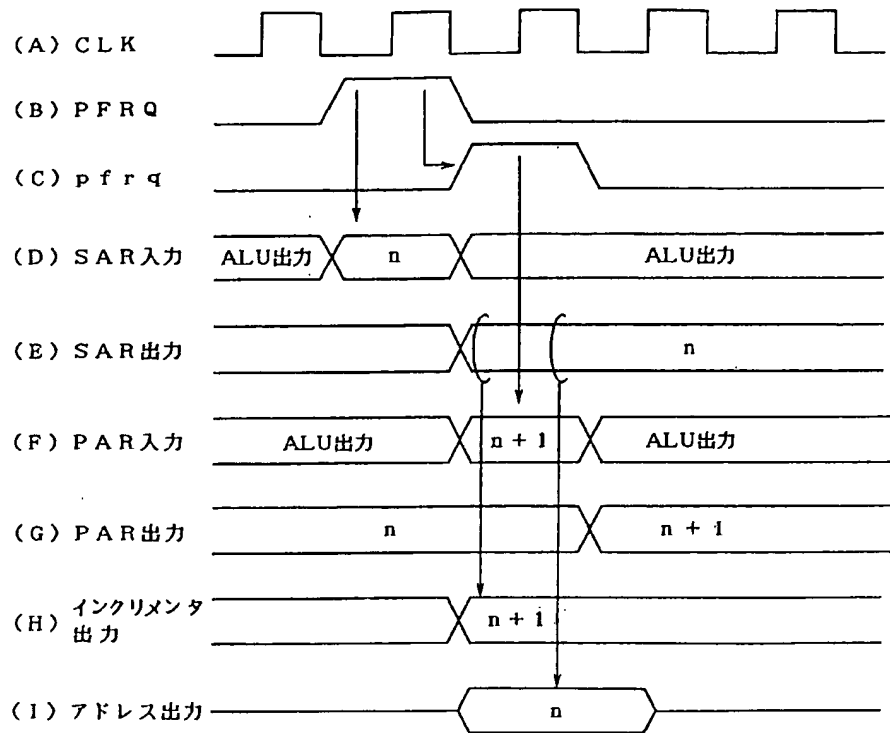 (A) CLK
(B) PFRQ
(C) pfrq
(D) SAR入力 ALU出力 n ALU出力
(E) SAR出力 n
(F) PAR入力 ALU出力 n + 1 ALU出力
(G) PAR出力 n n + 1
(H) インクリメンタ
出力 n + 1
(I) アドレス出力 n